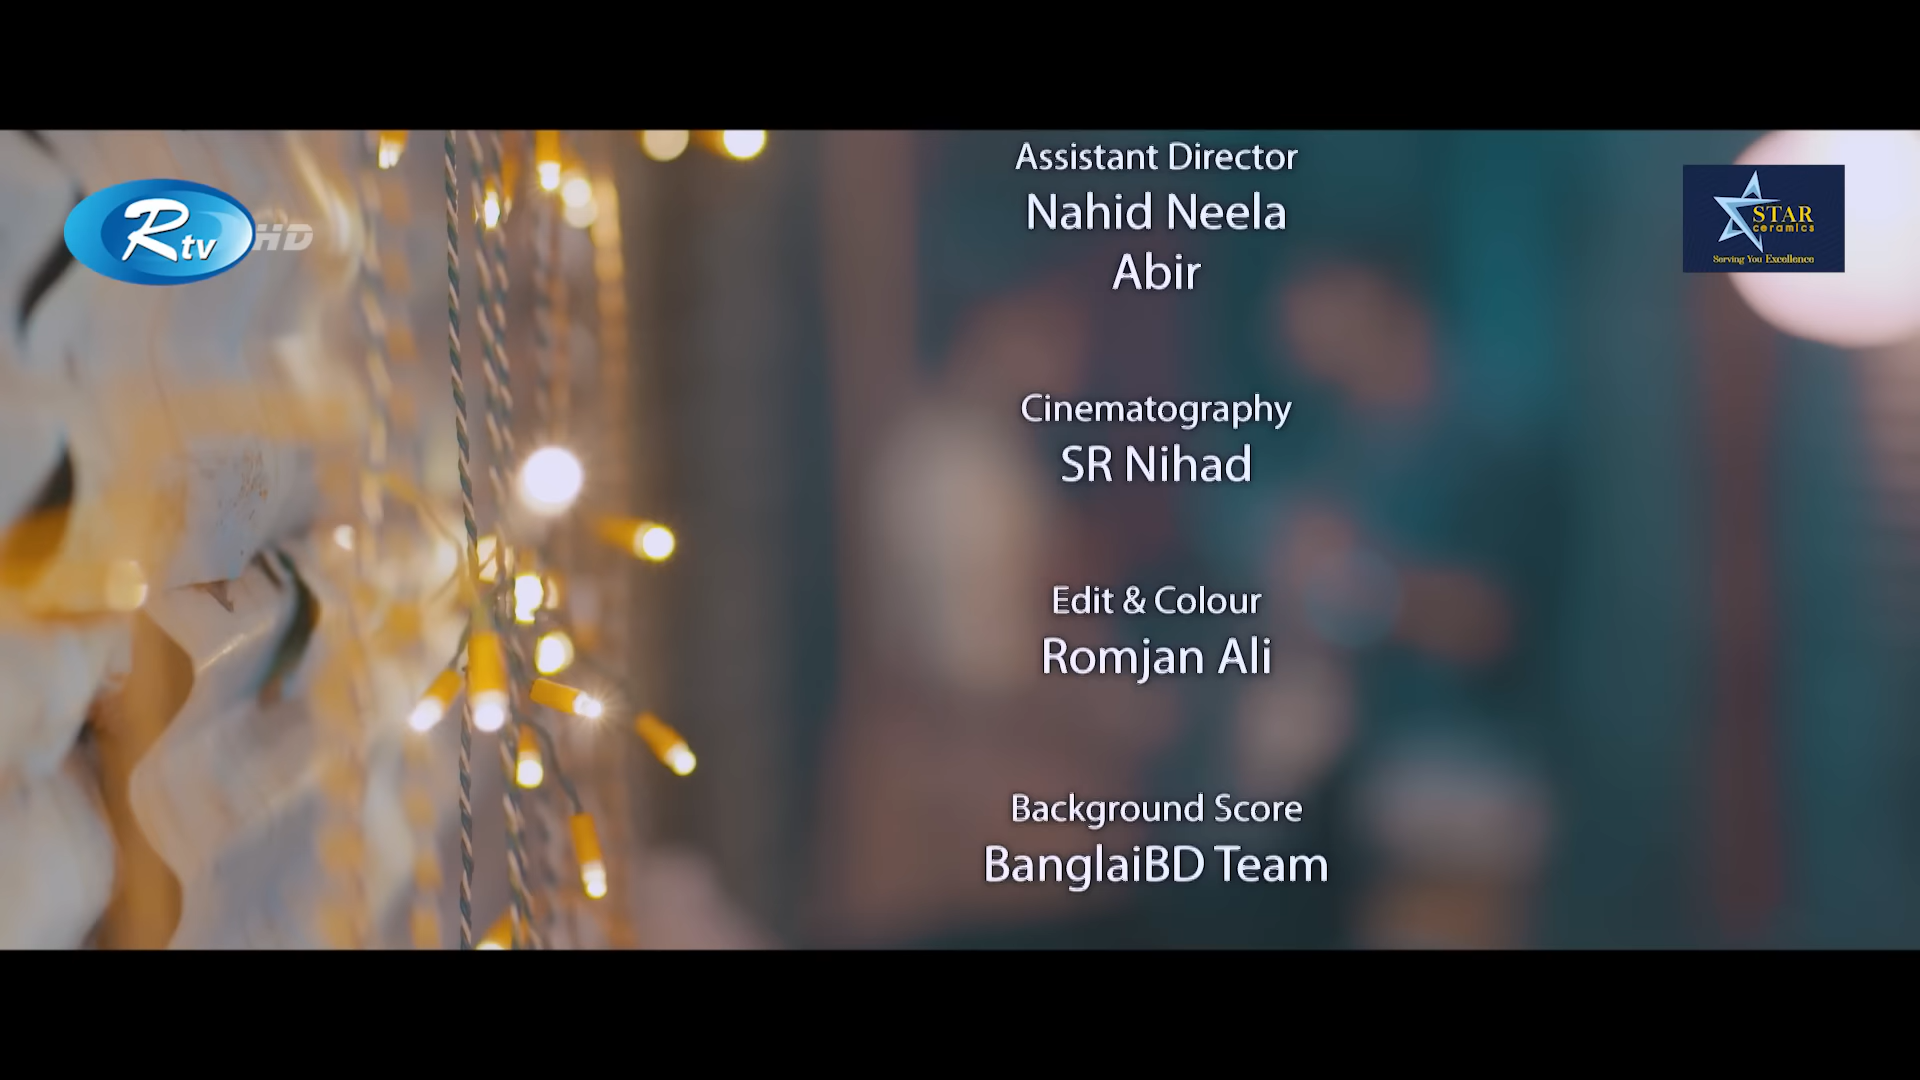 Rtv HD
STAR
ceramics
Serving You Excellence
Assistant Director
Nahid Neela
Abir
Cinematography
SR Nihad
Edit & Colour
Romjan Ali
Background Score
BanglaiBD Team